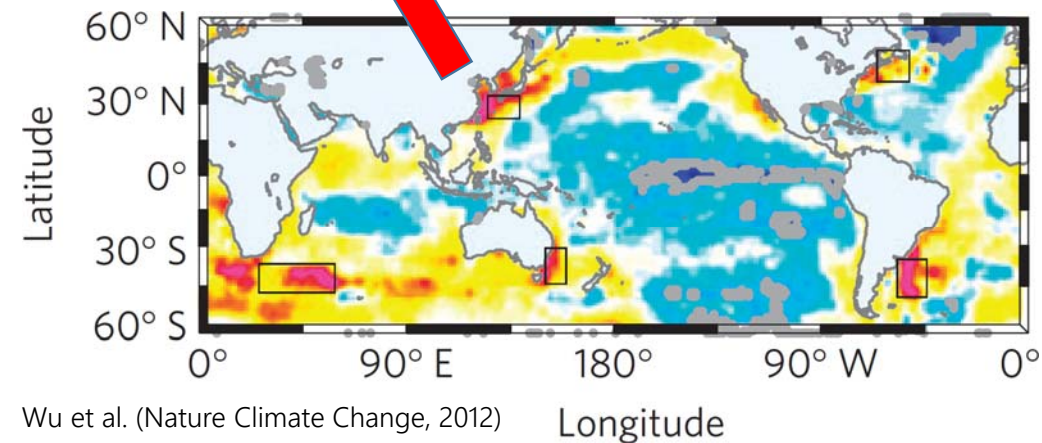 60° N
30° N
0°
30° S
60° S
Latitude
0° 90° E 180° 90° W 0°
Wu et al. (Nature Climate Change, 2012) Longitude